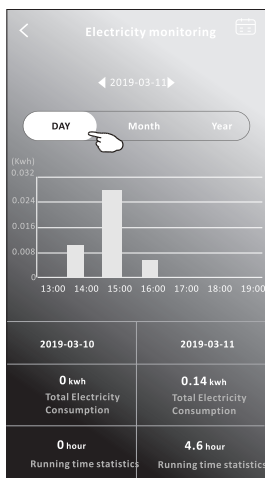 Electricity monitoring
2019-03-11
DAY Month Year
(Kwh)
0.032
0.024
0.016
0.008
0
13:00 14:00 15:00 16:00 17:00 18:00 19:00
2019-03-10 2019-03-11
0 kwh 0.14 kwh
Total Electricity Total Electricity
Consumption Consumption
0 hour 4.6 hour
Running time statistics Running time statistics